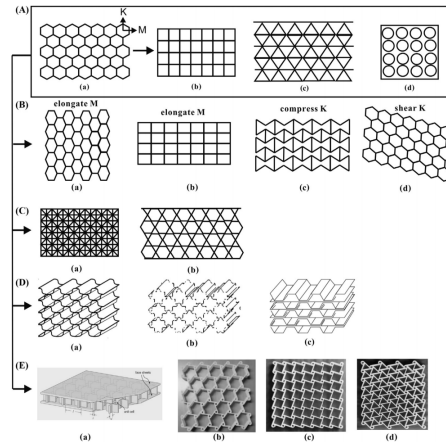 (A)
K
M
(a) (b) (c) (d)
(B) elongate M elongate M compress K shear K
(a) (b) (c) (d)
(C)
(a) (b)
(D)
(a) (b) (c)
(E)
(a) (b) (c) (d)